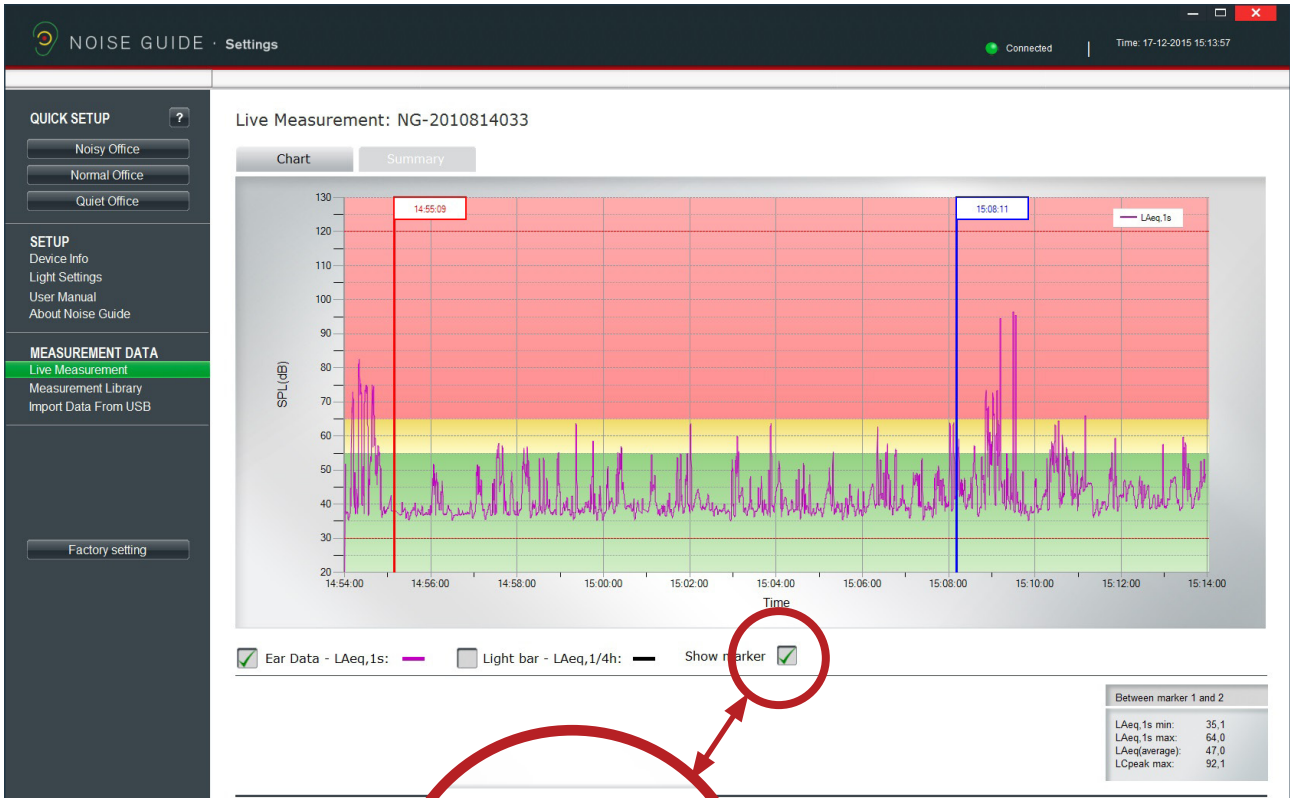 NOISE GUIDE · Settings
Connected
Time: 17-12-2015 15:13:57
QUICK SETUP ?
Noisy Office
Normal Office
Quiet Office
SETUP
Device Info
Light Settings
User Manual
About Noise Guide
MEASUREMENT DATA
Live Measurement
Measurement Library
Import Data From USB
Factory setting
Live Measurement: NG-2010814033
Chart Summary
14:55:09
15:08:11
LAeq,1s
SPL(dB)
130
120
110
100
90
80
70
60
50
40
30
20
14:54:00 14:56:00 14:58:00 15:00:00 15:02:00 15:04:00 15:06:00 15:08:00 15:10:00 15:12:00 15:14:00
Time
Ear Data - LAeq,1s: Light bar - LAeq,1/4h: Show marker
Between marker 1 and 2
LAeq,1s min: 35,1
LAeq,1s max: 64,0
LAeq(average): 47,0
LCpeak max: 92,1